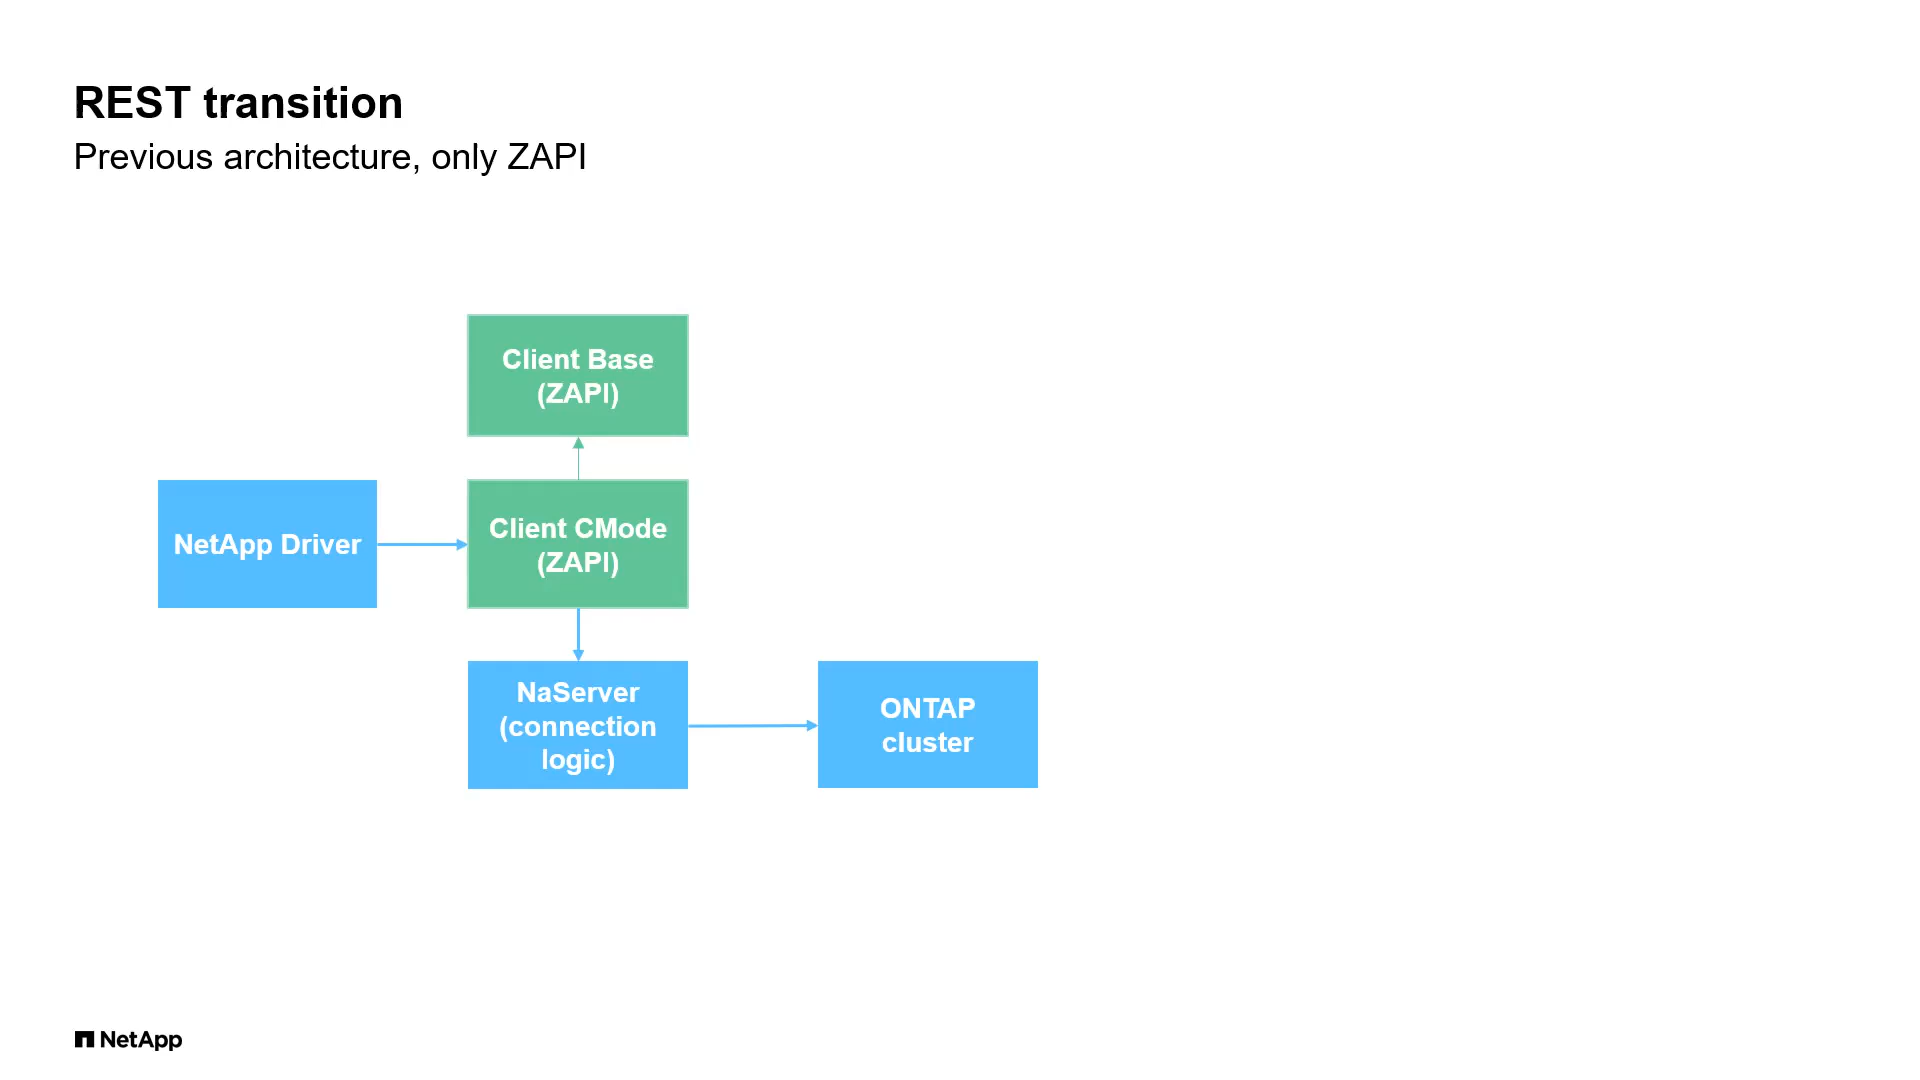 REST transition
Previous architecture, only ZAPI
Client Base
(ZAPI)
NetApp Driver
Client CMode
(ZAPI)
NaServer
(connection
logic)
ONTAP
cluster
NetApp